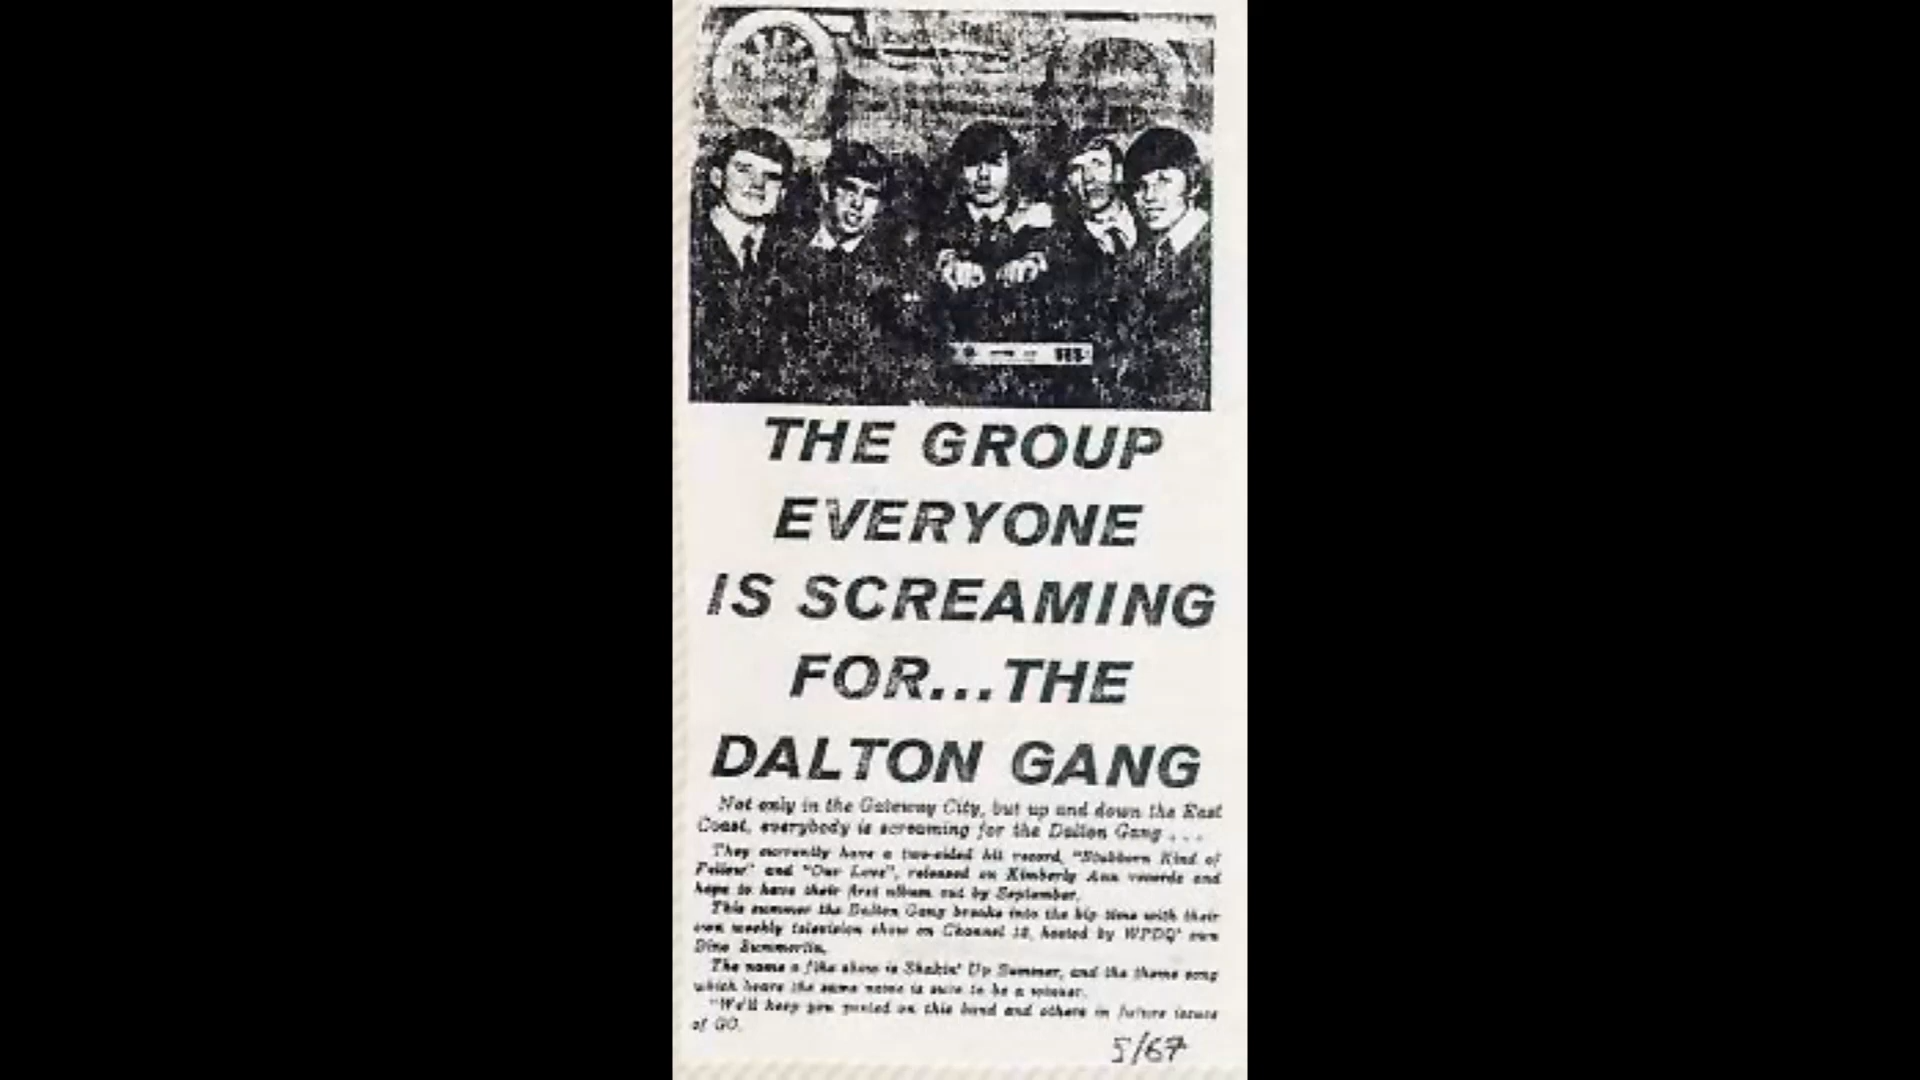 THE GROUP
EVERYONE
IS SCREAMING
FOR...THE
DALTON GANG
Not only in the Gateway City, but up and down the East
Coast, everybody is screaming for the Dalton Gang . . .
They currently have a two-sided hit record, "Stubborn Kind of
Fellow" and "Our Love", released on Kimberly Ann records and
hope to have their first album out by September.
This summer the Dalton Gang breaks into the big time with their
own weekly television show on Channel hosted by WPDQ' own
Dino Summerlin.
The name o fthe show is Shakin' Up Summer, and the theme song
which bears the same name is sure to be a winner.
"We'll keep you posted on this band and others in future issues
of GO.
5/67